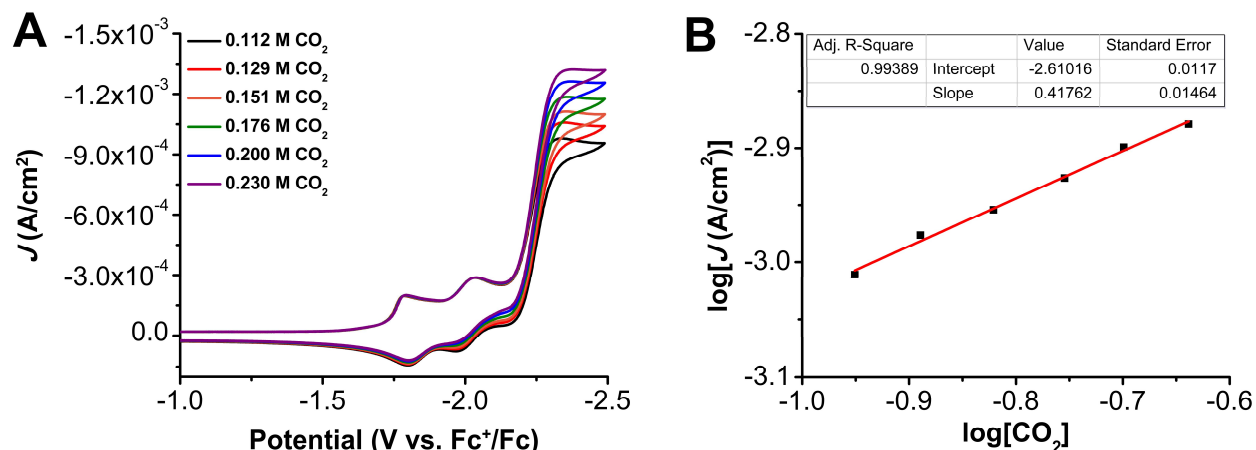 A
J (A/cm²)
-1.5x10⁻³
-1.2x10⁻³
-9.0x10⁻⁴
-6.0x10⁻⁴
-3.0x10⁻⁴
0.0
0.112 M CO₂
0.129 M CO₂
0.151 M CO₂
0.176 M CO₂
0.200 M CO₂
0.230 M CO₂
-1.0 -1.5 -2.0 -2.5
Potential (V vs. Fc⁺/Fc)
B
log[J (A/cm²)]
-2.8
-2.9
-3.0
-3.1
Adj. R-Square Value Standard Error
0.99389 Intercept -2.61016 0.0117
Slope 0.41762 0.01464
-1.0 -0.9 -0.8 -0.7 -0.6
log[CO₂]